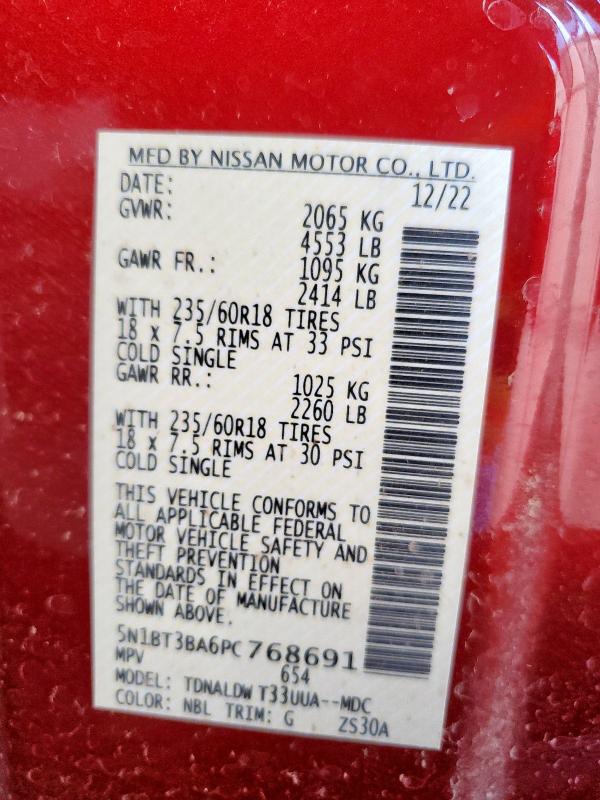 MFD BY NISSAN MOTOR CO., LTD.
DATE: 12/22
GVWR: 2065 KG
4553 LB
GAWR FR.: 1095 KG
2414 LB
WITH 235/60R18 TIRES
18 X 7.5 RIMS AT 33 PSI
COLD SINGLE
GAWR RR.: 1025 KG
2260 LB
WITH 235/60R18 TIRES
18 X 7.5 RIMS AT 30 PSI
COLD SINGLE
THIS VEHICLE CONFORMS TO
ALL APPLICABLE FEDERAL
MOTOR VEHICLE SAFETY AND
THEFT PREVENTION
STANDARDS IN EFFECT ON
THE DATE OF MANUFACTURE
SHOWN ABOVE.
5N1BT3BA6PC 768691
MPV 654
MODEL: TDNALDW T33UUA--MDC
COLOR: NBL TRIM: G ZS30A